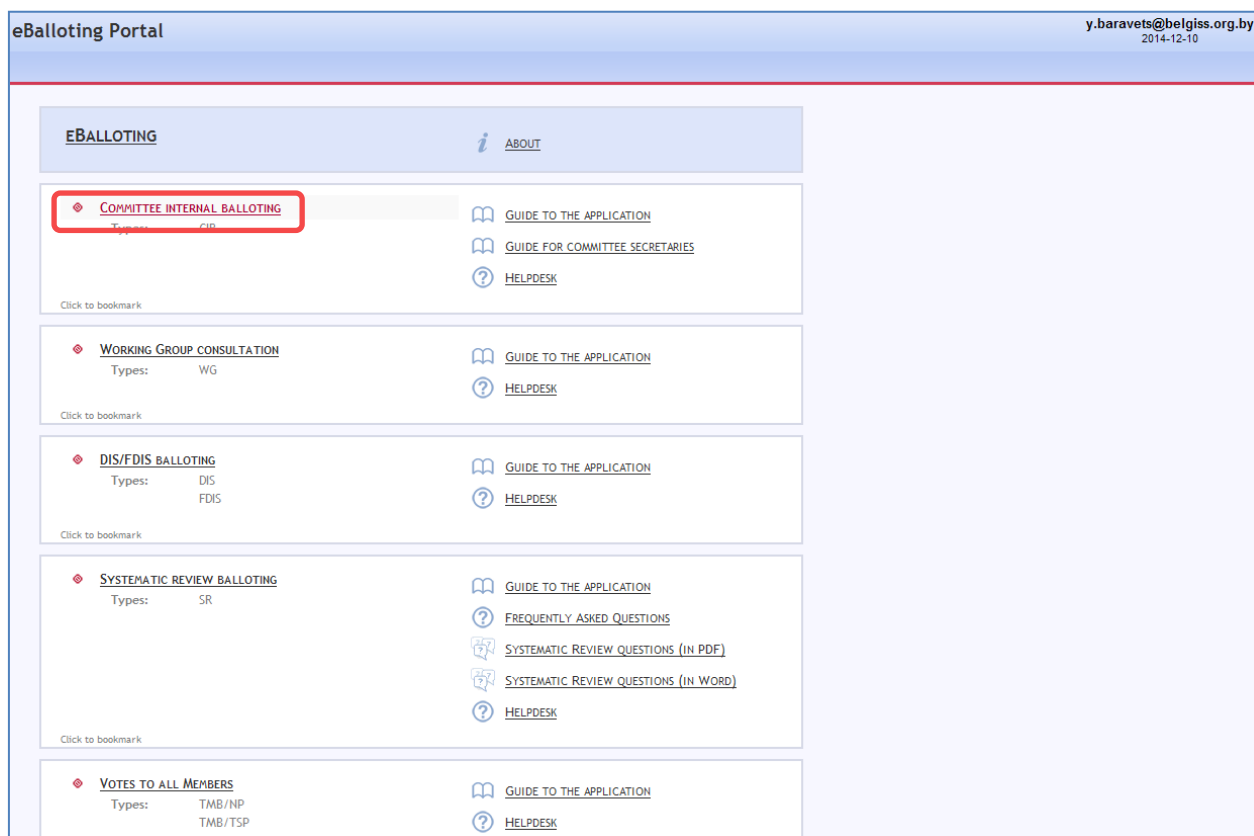 eBalloting Portal
y.baravets@belgiss.org.by
2014-12-10
EBALLOTING
ABOUT
COMMITTEE INTERNAL BALLOTING
Types: CIB
GUIDE TO THE APPLICATION
GUIDE FOR COMMITTEE SECRETARIES
HELPDESK
Click to bookmark
WORKING GROUP CONSULTATION
Types: WG
GUIDE TO THE APPLICATION
HELPDESK
Click to bookmark
DIS/FDIS BALLOTING
Types: DIS
FDIS
GUIDE TO THE APPLICATION
HELPDESK
Click to bookmark
SYSTEMATIC REVIEW BALLOTING
Types: SR
GUIDE TO THE APPLICATION
FREQUENTLY ASKED QUESTIONS
SYSTEMATIC REVIEW QUESTIONS (IN PDF)
SYSTEMATIC REVIEW QUESTIONS (IN WORD)
HELPDESK
Click to bookmark
VOTES TO ALL MEMBERS
Types: TMB/NP
TMB/TSP
GUIDE TO THE APPLICATION
HELPDESK